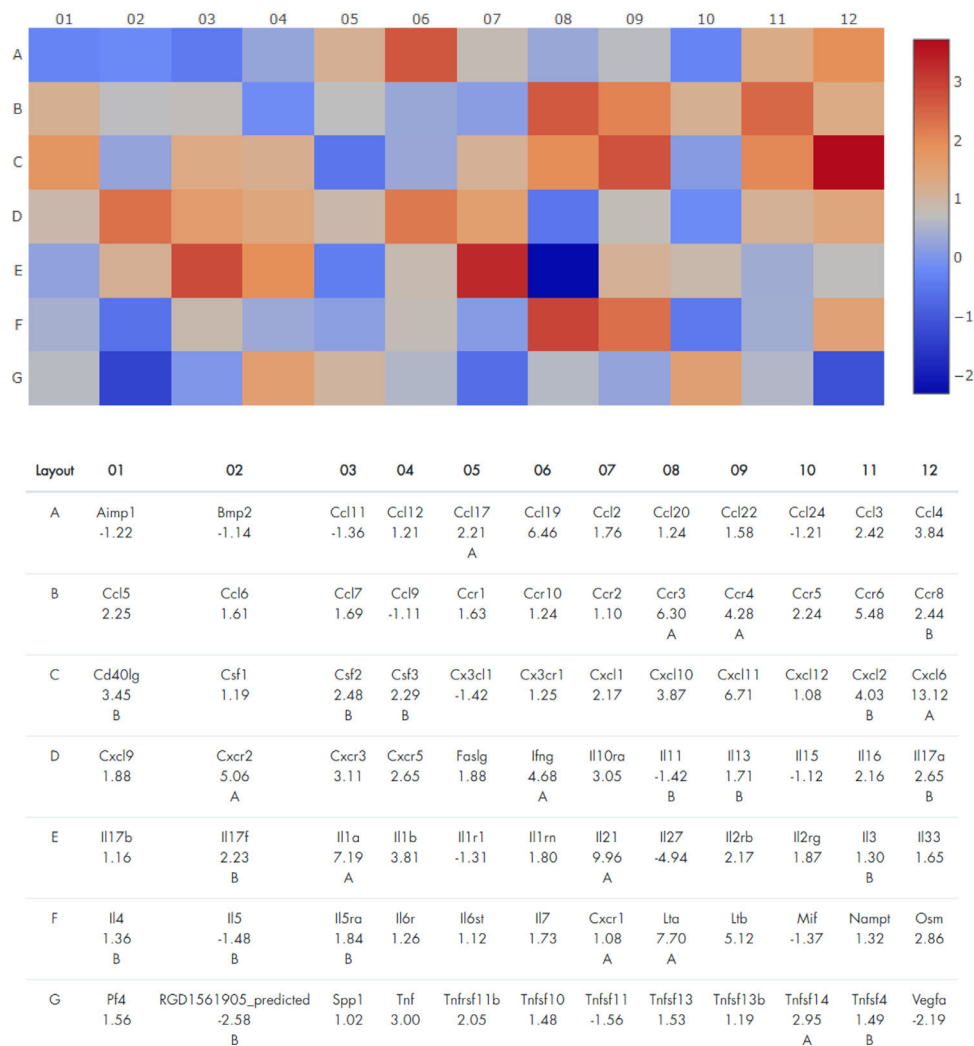 01 02 03 04 05 06 07 08 09 10 11 12
A
B
C
D
E
F
G
3
2
1
0
−1
−2
Layout 01 02 03 04 05 06 07 08 09 10 11 12
A Aimp1 Bmp2 Ccl11 Ccl12 Ccl17 Ccl19 Ccl2 Ccl20 Ccl22 Ccl24 Ccl3 Ccl4
-1.22 -1.14 -1.36 1.21 2.21 6.46 1.76 1.24 1.58 -1.21 2.42 3.84
A
B Ccl5 Ccl6 Ccl7 Ccl9 Ccr1 Ccr10 Ccr2 Ccr3 Ccr4 Ccr5 Ccr6 Ccr8
2.25 1.61 1.69 -1.11 1.63 1.24 1.10 6.30 4.28 2.24 5.48 2.44
A A B
C Cd40lg Csf1 Csf2 Csf3 Cx3cl1 Cx3cr1 Cxcl1 Cxcl10 Cxcl11 Cxcl12 Cxcl2 Cxcl6
3.45 1.19 2.48 2.29 -1.42 1.25 2.17 3.87 6.71 1.08 4.03 13.12
B B B B A
D Cxcl9 Cxcr2 Cxcr3 Cxcr5 Faslg Ifng Il10ra Il11 Il13 Il15 Il16 Il17a
1.88 5.06 3.11 2.65 1.88 4.68 3.05 -1.42 1.71 -1.12 2.16 2.65
A A B B B
E Il17b Il17f Il1a Il1b Il1r1 Il1rn Il21 Il27 Il2rb Il2rg Il3 Il33
1.16 2.23 7.19 3.81 -1.31 1.80 9.96 -4.94 2.17 1.87 1.30 1.65
B A A B
F Il4 Il5 Il5ra Il6r Il6st Il7 Cxcr1 Lta Ltb Mif Nampt Osm
1.36 -1.48 1.84 1.26 1.12 1.73 1.08 7.70 5.12 -1.37 1.32 2.86
B B B A A
G Pf4 RGD1561905_predicted Spp1 Tnf Tnfrsf11b Tnfsf10 Tnfsf11 Tnfsf13 Tnfsf13b Tnfsf14 Tnfsf4 Vegfa
1.56 -2.58 1.02 3.00 2.05 1.48 -1.56 1.53 1.19 2.95 1.49 -2.19
B A B